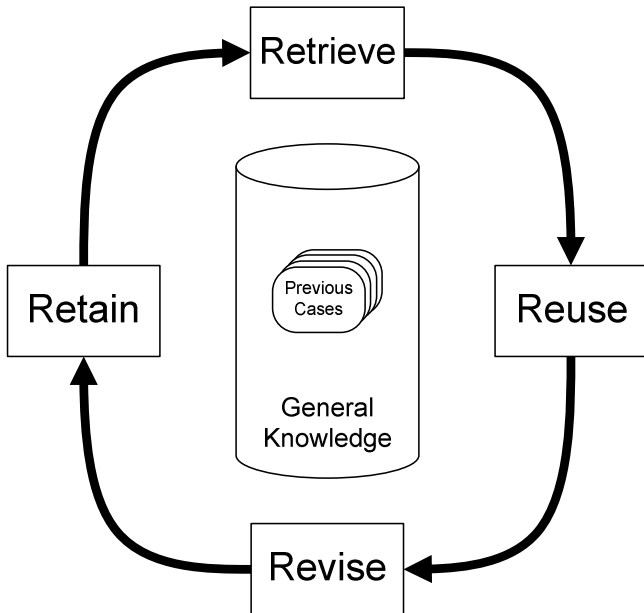 Retrieve
Previous
Cases
Retain
Reuse
General
Knowledge
Revise